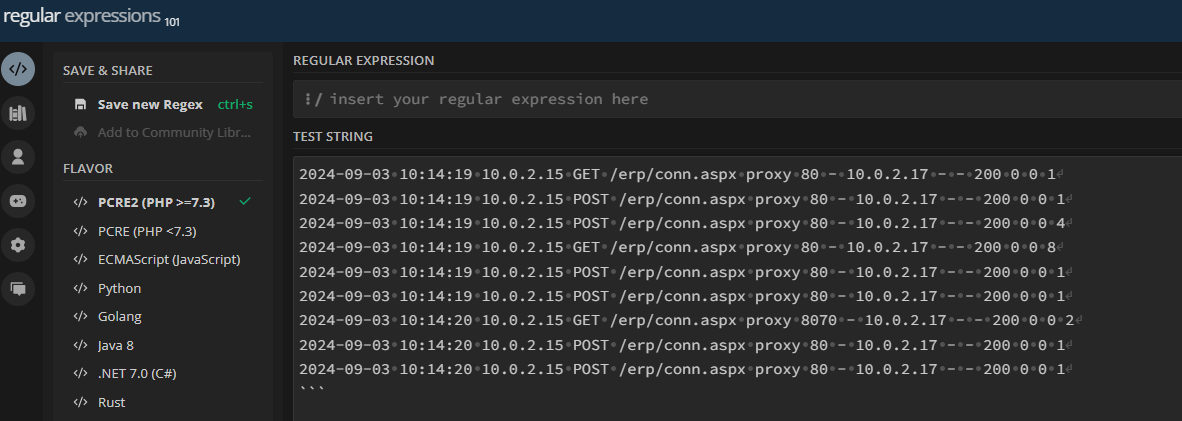 regular expressions 101
SAVE & SHARE
Save new Regex ctrl+s
Add to Community Libr...
FLAVOR
PCRE2 (PHP >=7.3)
PCRE (PHP <7.3)
ECMAScript (JavaScript)
Python
Golang
Java 8
.NET 7.0 (C#)
Rust
REGULAR EXPRESSION
/ insert your regular expression here
TEST STRING
2024-09-03 10:14:19 10.0.2.15 GET /erp/conn.aspx proxy 80 - 10.0.2.17 - - 200 0 0 1
2024-09-03 10:14:19 10.0.2.15 POST /erp/conn.aspx proxy 80 - 10.0.2.17 - - 200 0 0 1
2024-09-03 10:14:19 10.0.2.15 POST /erp/conn.aspx proxy 80 - 10.0.2.17 - - 200 0 0 4
2024-09-03 10:14:19 10.0.2.15 GET /erp/conn.aspx proxy 80 - 10.0.2.17 - - 200 0 0 8
2024-09-03 10:14:19 10.0.2.15 POST /erp/conn.aspx proxy 80 - 10.0.2.17 - - 200 0 0 1
2024-09-03 10:14:19 10.0.2.15 POST /erp/conn.aspx proxy 80 - 10.0.2.17 - - 200 0 0 1
2024-09-03 10:14:20 10.0.2.15 GET /erp/conn.aspx proxy 8070 - 10.0.2.17 - - 200 0 0 2
2024-09-03 10:14:20 10.0.2.15 POST /erp/conn.aspx proxy 80 - 10.0.2.17 - - 200 0 0 1
2024-09-03 10:14:20 10.0.2.15 POST /erp/conn.aspx proxy 80 - 10.0.2.17 - - 200 0 0 1
```